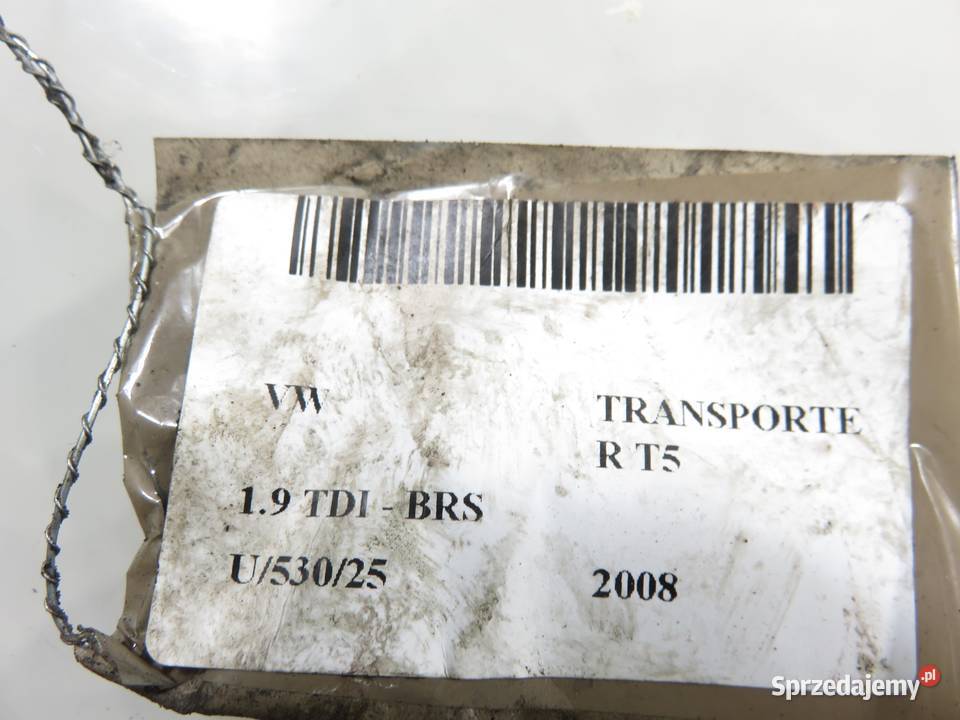 VW
TRANSPORTE
R T5
1.9 TDI - BRS
U/530/25
2008
Sprzedajemy.pl